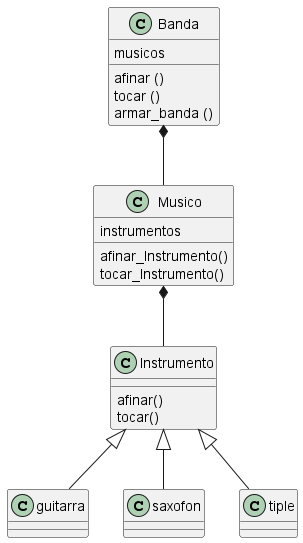 C Banda
musicos
afinar ()
tocar ()
armar_banda ()
C Musico
instrumentos
afinar_Instrumento()
tocar_Instrumento()
C Instrumento
afinar()
tocar()
C guitarra
C saxofon
C tiple